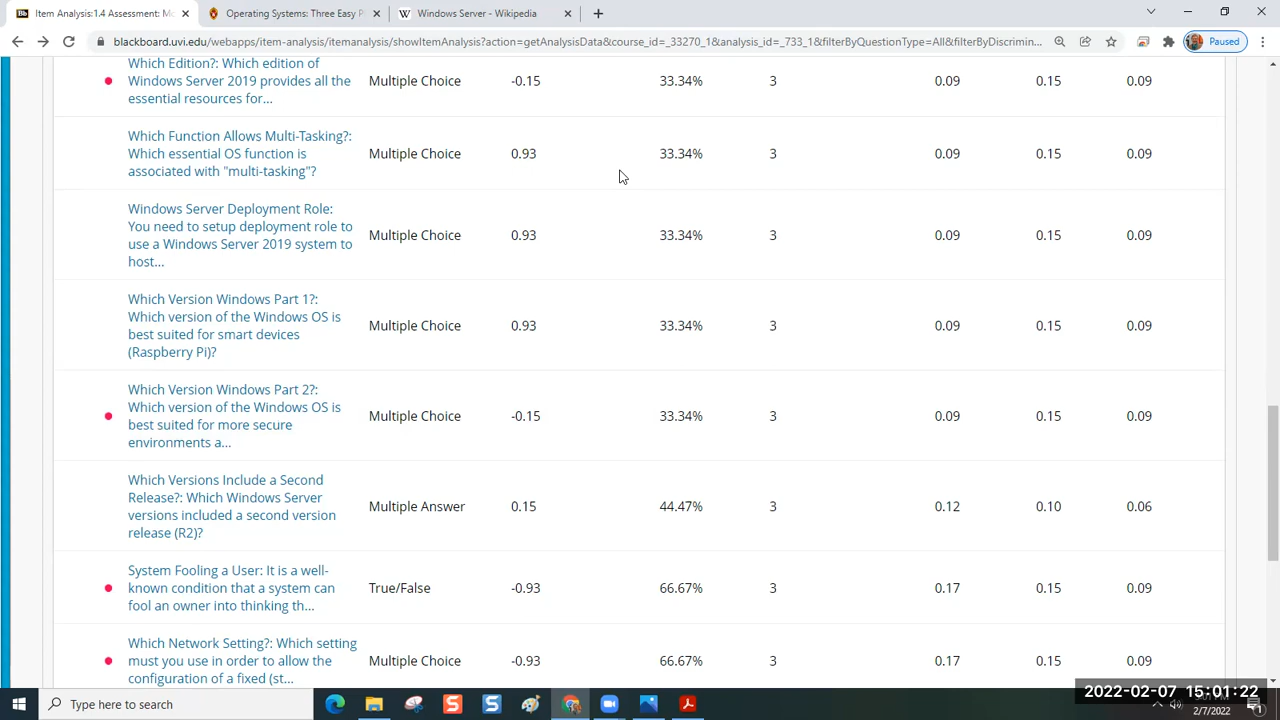 Item Analysis:1.4 Assessment: Mo
Operating Systems: Three Easy P
Windows Server - Wikipedia
blackboard.uvi.edu/webapps/item-analysis/itemanalysis/showItemAnalysis?action=getAnalysisData&course_id=_33270_1&analysis_id=_733_1&filterByQuestionType=All&filterByDiscrimin...
Paused
Which Edition?: Which edition of
Windows Server 2019 provides all the
essential resources for...
Multiple Choice -0.15 33.34% 3 0.09 0.15 0.09
Which Function Allows Multi-Tasking?:
Which essential OS function is
associated with "multi-tasking"?
Multiple Choice 0.93 33.34% 3 0.09 0.15 0.09
Windows Server Deployment Role:
You need to setup deployment role to
use a Windows Server 2019 system to
host...
Multiple Choice 0.93 33.34% 3 0.09 0.15 0.09
Which Version Windows Part 1?:
Which version of the Windows OS is
best suited for smart devices
(Raspberry Pi)?
Multiple Choice 0.93 33.34% 3 0.09 0.15 0.09
Which Version Windows Part 2?:
Which version of the Windows OS is
best suited for more secure
environments a...
Multiple Choice -0.15 33.34% 3 0.09 0.15 0.09
Which Versions Include a Second
Release?: Which Windows Server
versions included a second version
release (R2)?
Multiple Answer 0.15 44.47% 3 0.12 0.10 0.06
System Fooling a User: It is a well-
known condition that a system can
fool an owner into thinking th...
True/False -0.93 66.67% 3 0.17 0.15 0.09
Which Network Setting?: Which setting
must you use in order to allow the
configuration of a fixed (st...
Multiple Choice -0.93 66.67% 3 0.17 0.15 0.09
Type here to search
2022-02-07 15:01:22
2/7/2022